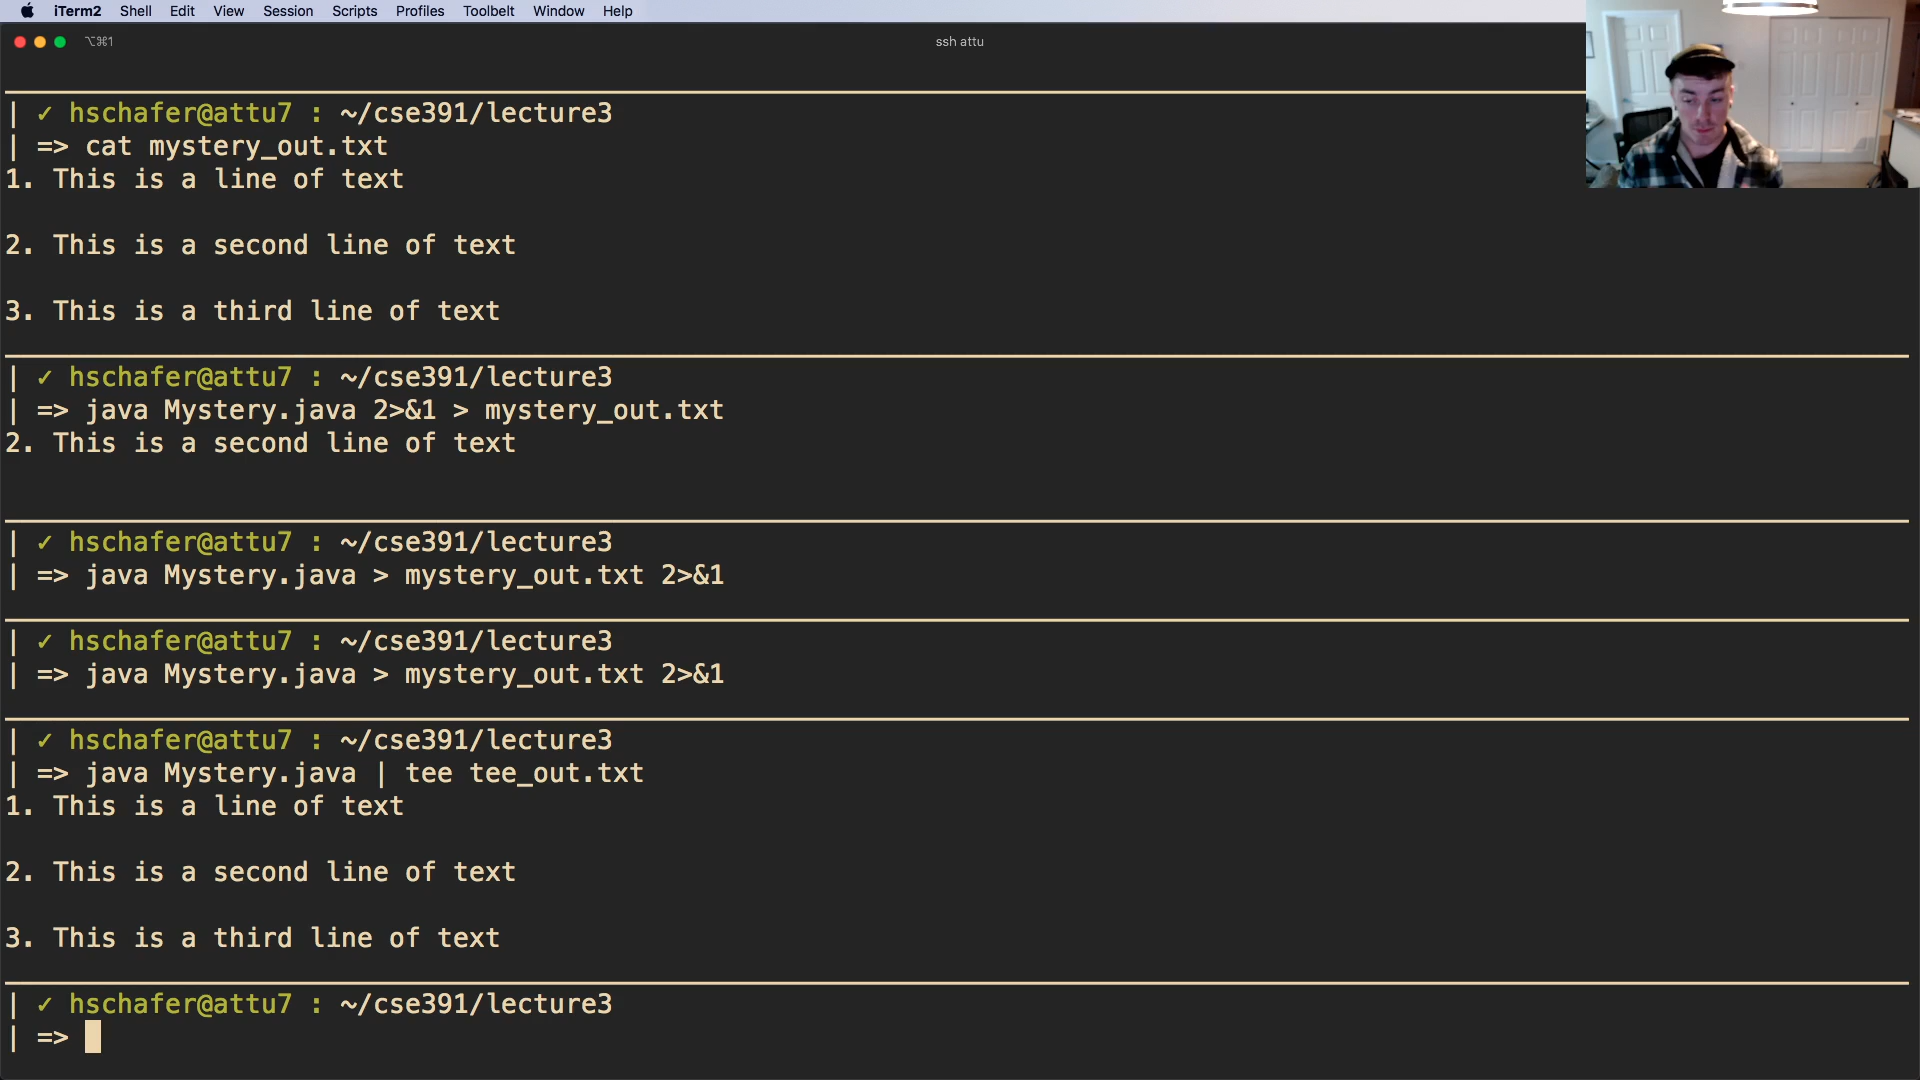 iTerm2 Shell Edit View Session Scripts Profiles Toolbelt Window Help
⌥⌘1 ssh attu
| ✓ hschafer@attu7 : ~/cse391/lecture3
| => cat mystery_out.txt
1. This is a line of text
2. This is a second line of text
3. This is a third line of text
| ✓ hschafer@attu7 : ~/cse391/lecture3
| => java Mystery.java 2>&1 > mystery_out.txt
2. This is a second line of text
| ✓ hschafer@attu7 : ~/cse391/lecture3
| => java Mystery.java > mystery_out.txt 2>&1
| ✓ hschafer@attu7 : ~/cse391/lecture3
| => java Mystery.java > mystery_out.txt 2>&1
| ✓ hschafer@attu7 : ~/cse391/lecture3
| => java Mystery.java | tee tee_out.txt
1. This is a line of text
2. This is a second line of text
3. This is a third line of text
| ✓ hschafer@attu7 : ~/cse391/lecture3
| =>